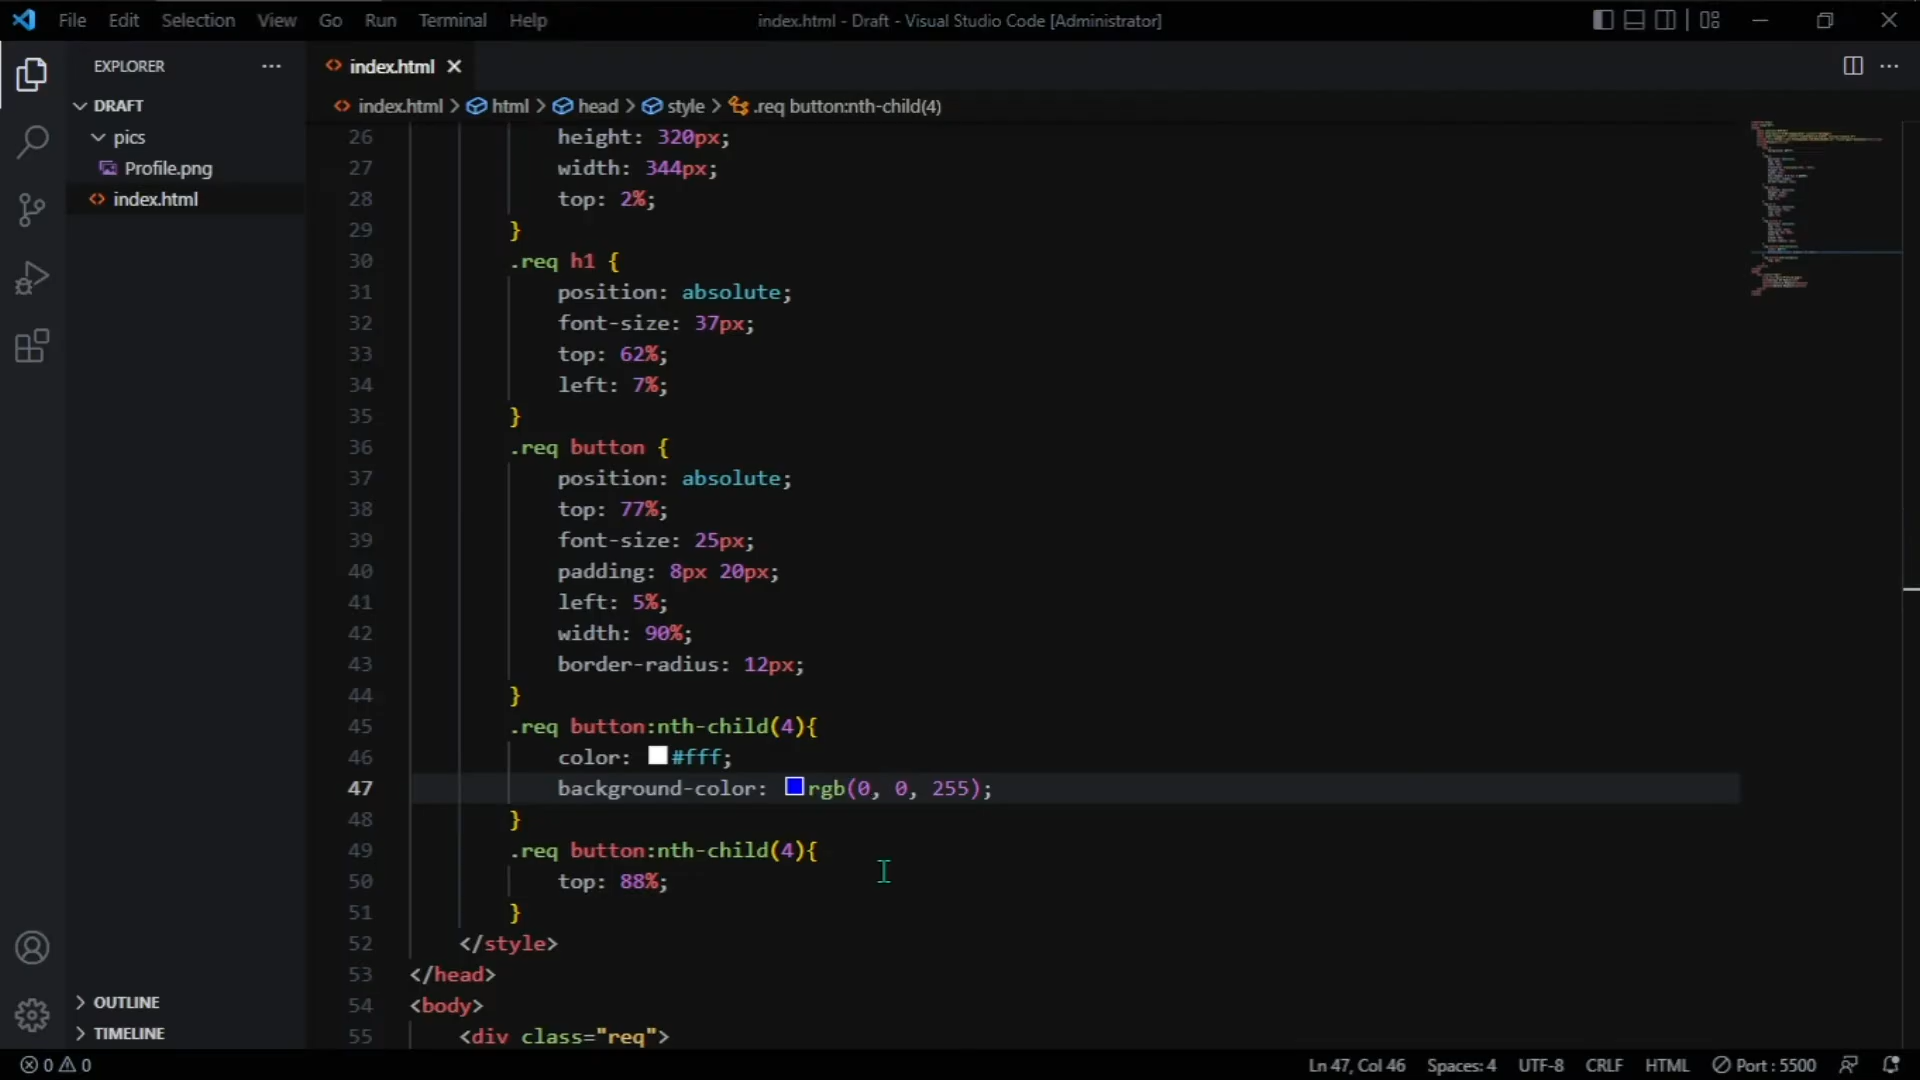 File Edit Selection View Go Run Terminal Help
index.html - Draft - Visual Studio Code [Administrator]
EXPLORER
DRAFT
pics
Profile.png
index.html
OUTLINE
TIMELINE
index.html
index.html > html > head > style > .req button:nth-child(4)
26 height: 320px;
27 width: 344px;
28 top: 2%;
29 }
30 .req h1 {
31 position: absolute;
32 font-size: 37px;
33 top: 62%;
34 left: 7%;
35 }
36 .req button {
37 position: absolute;
38 top: 77%;
39 font-size: 25px;
40 padding: 8px 20px;
41 left: 5%;
42 width: 90%;
43 border-radius: 12px;
44 }
45 .req button:nth-child(4){
46 color: #fff;
47 background-color: rgb(0, 0, 255);
48 }
49 .req button:nth-child(4){
50 top: 88%;
51 }
52 </style>
53 </head>
54 <body>
55 <div class="req">
0 0
Ln 47, Col 46 Spaces: 4 UTF-8 CRLF HTML Port : 5500